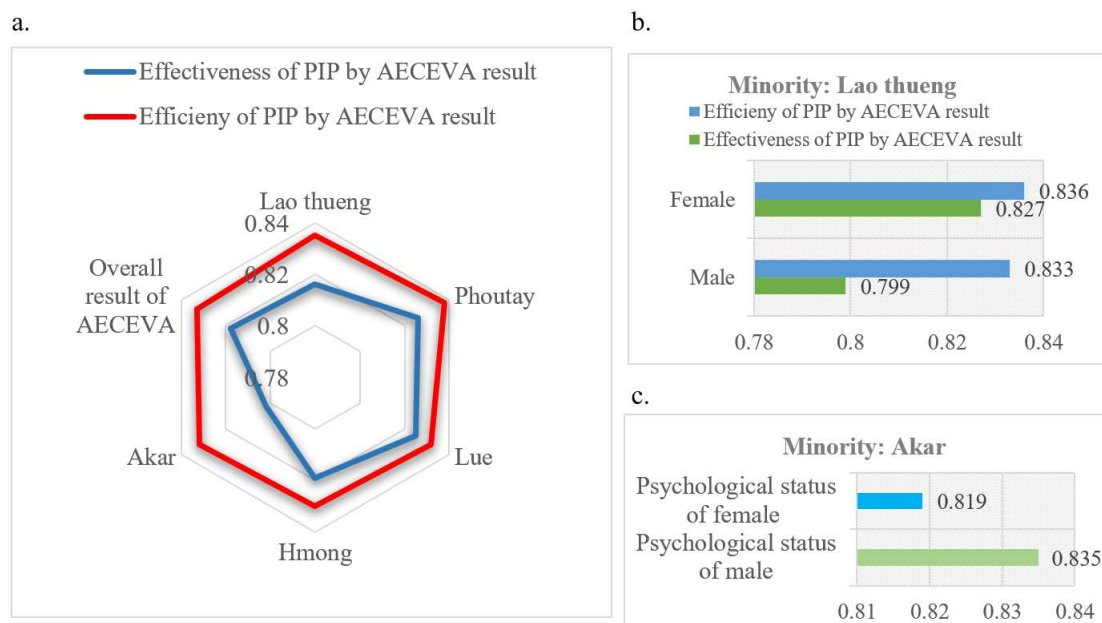 a.
Effectiveness of PIP by AECEVA result
Efficieny of PIP by AECEVA result
Lao thueng
0.84
0.82
0.8
0.78
Overall
result of
AECEVA
Phoutay
Akar
Lue
Hmong
b.
Minority: Lao thueng
Efficieny of PIP by AECEVA result
Effectiveness of PIP by AECEVA result
Female
0.836
0.827
Male
0.833
0.799
0.78 0.8 0.82 0.84
c.
Minority: Akar
Psychological status
of female
0.819
Psychological status
of male
0.835
0.81 0.82 0.83 0.84